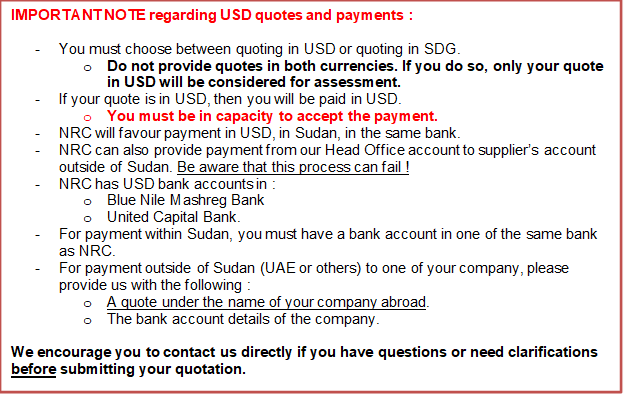 IMPORTANT NOTE regarding USD quotes and payments :
- You must choose between quoting in USD or quoting in SDG.
o Do not provide quotes in both currencies. If you do so, only your quote
in USD will be considered for assessment.
- If your quote is in USD, then you will be paid in USD.
o You must be in capacity to accept the payment.
- NRC will favour payment in USD, in Sudan, in the same bank.
- NRC can also provide payment from our Head Office account to supplier's account
outside of Sudan. Be aware that this process can fail !
- NRC has USD bank accounts in :
o Blue Nile Mashreg Bank
o United Capital Bank.
- For payment within Sudan, you must have a bank account in one of the same bank
as NRC.
- For payment outside of Sudan (UAE or others) to one of your company, please
provide us with the following :
o A quote under the name of your company abroad.
o The bank account details of the company.
We encourage you to contact us directly if you have questions or need clarifications
before submitting your quotation.